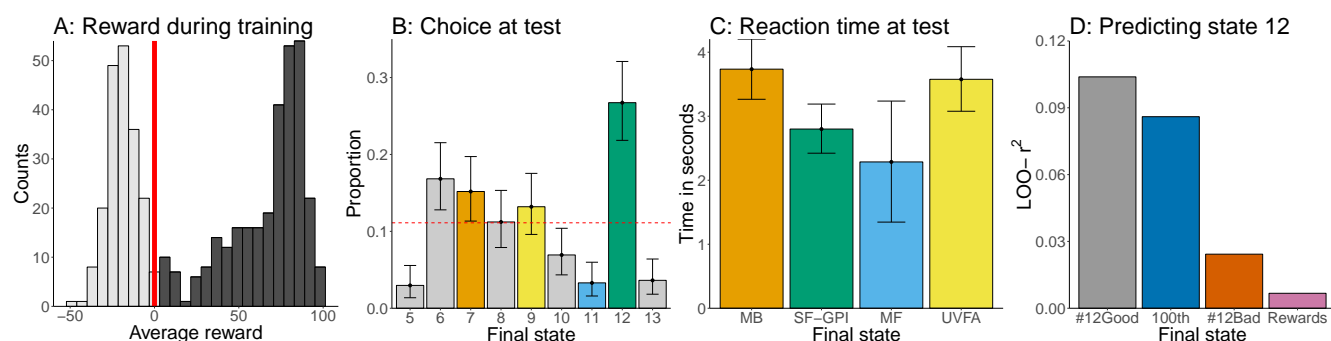 A: Reward during training
Counts
50
40
30
20
10
0
−50
0
50
100
Average reward
B: Choice at test
Proportion
0.3
0.2
0.1
0.0
5
6
7
8
9
10
11
12
13
Final state
C: Reaction time at test
Time in seconds
4
3
2
1
0
MB
SF−GPI
MF
UVFA
Final state
D: Predicting state 12
LOO− r²
0.12
0.09
0.06
0.03
0.00
#12Good
100th
#12Bad
Rewards
Final state